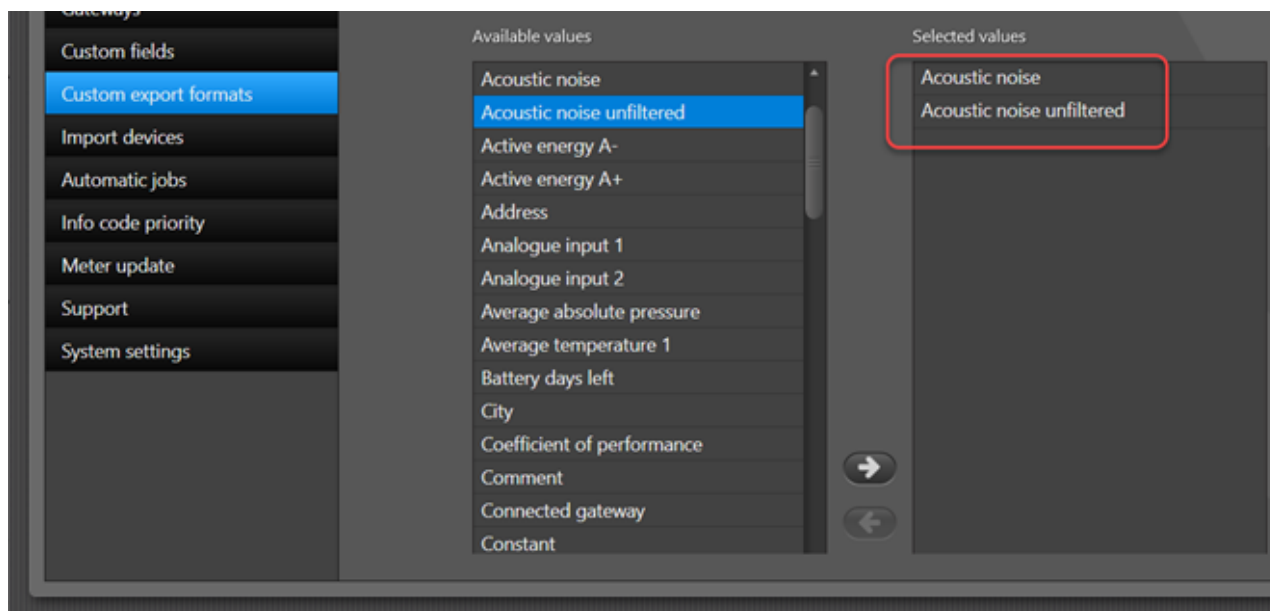 Gateways
Custom fields
Custom export formats
Import devices
Automatic jobs
Info code priority
Meter update
Support
System settings
Available values
Acoustic noise
Acoustic noise unfiltered
Active energy A-
Active energy A+
Address
Analogue input 1
Analogue input 2
Average absolute pressure
Average temperature 1
Battery days left
City
Coefficient of performance
Comment
Connected gateway
Constant
Selected values
Acoustic noise
Acoustic noise unfiltered